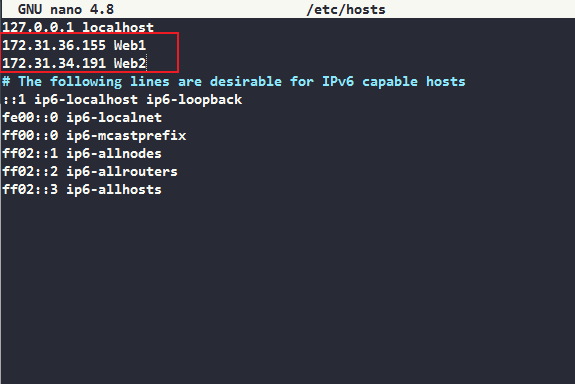 GNU nano 4.8 /etc/hosts
127.0.0.1 localhost
172.31.36.155 Web1
172.31.34.191 Web2
# The following lines are desirable for IPv6 capable hosts
::1 ip6-localhost ip6-loopback
fe00::0 ip6-localnet
ff00::0 ip6-mcastprefix
ff02::1 ip6-allnodes
ff02::2 ip6-allrouters
ff02::3 ip6-allhosts